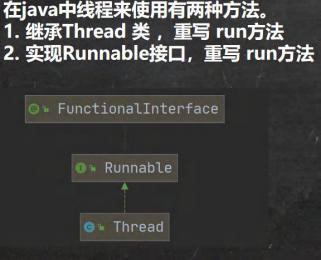 在java中线程来使用有两种方法。
1. 继承Thread 类 ，重写 run方法
2. 实现Runnable接口，重写 run方法
FunctionalInterface
Runnable
Thread